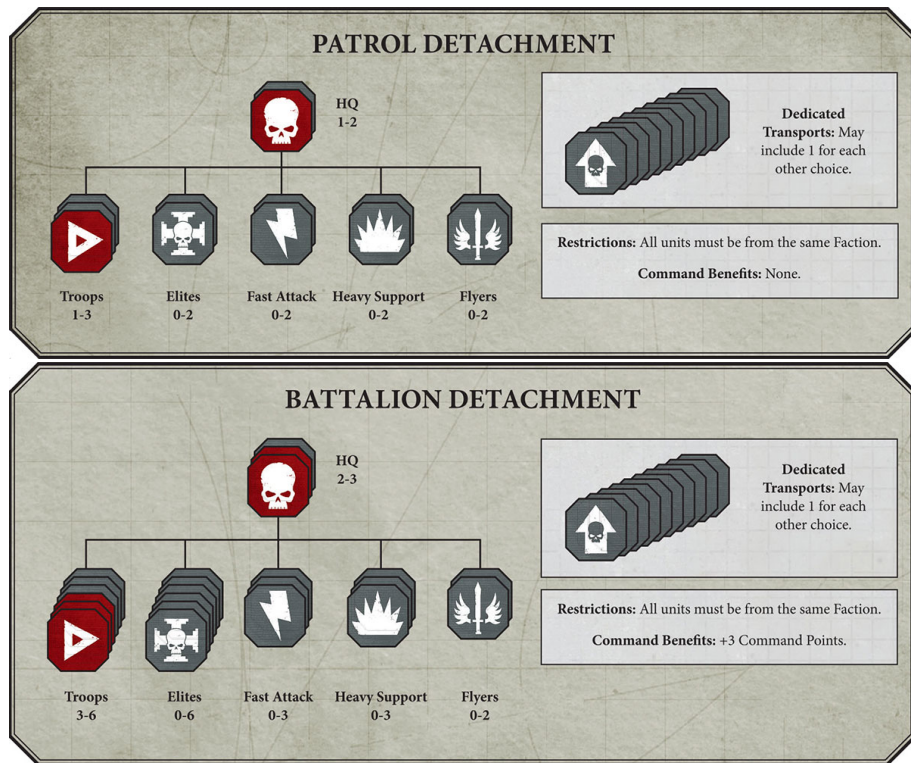 PATROL DETACHMENT
HQ
1-2
Dedicated
Transports: May
include 1 for each
other choice.
Restrictions: All units must be from the same Faction.
Command Benefits: None.
Troops
1-3
Elites
0-2
Fast Attack
0-2
Heavy Support
0-2
Flyers
0-2
BATTALION DETACHMENT
HQ
2-3
Dedicated
Transports: May
include 1 for each
other choice.
Restrictions: All units must be from the same Faction.
Command Benefits: +3 Command Points.
Troops
3-6
Elites
0-6
Fast Attack
0-3
Heavy Support
0-3
Flyers
0-2